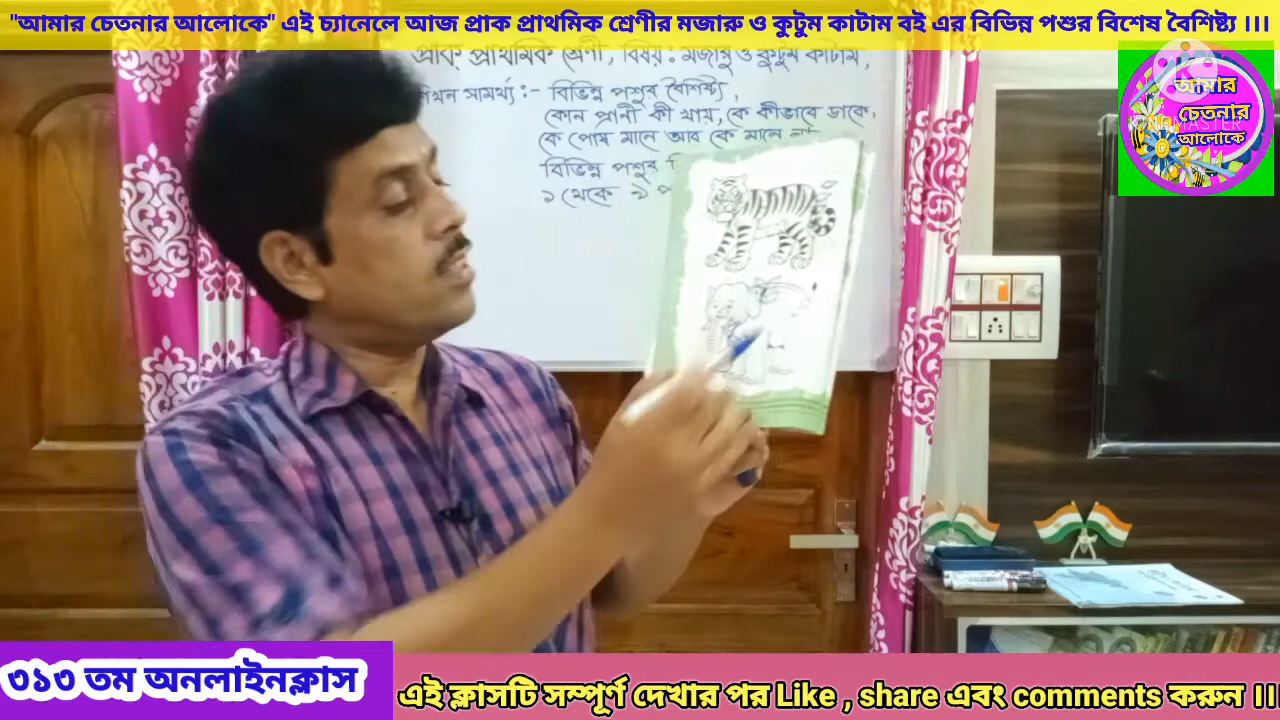 "আমার চেতনার আলোকে" এই চ্যানেলে আজ প্রাক প্রাথমিক শ্রেণীর মজারু ও কুটুম কাটাম বই এর বিভিন্ন পশুর বিশেষ বৈশিষ্ট্য ।।।
প্রাক্ প্রাথমিক শ্রেণী, বিষয়: মজারু ও কুটুম কাটাম,
সামর্থ্য :- বিভিন্ন পশুর বৈশিষ্ট্য,
কোন প্রানী কী খায়, কে কীভাবে ডাকে,
কে পোষ মানে আর কে মানে না
বিভিন্ন পশুর
১ থেকে ৯
আমার
চেতনার
আলোকে
৩১৩ তম অনলাইনক্লাস
এই ক্লাসটি সম্পূর্ণ দেখার পর Like , share এবং comments করুন ।।